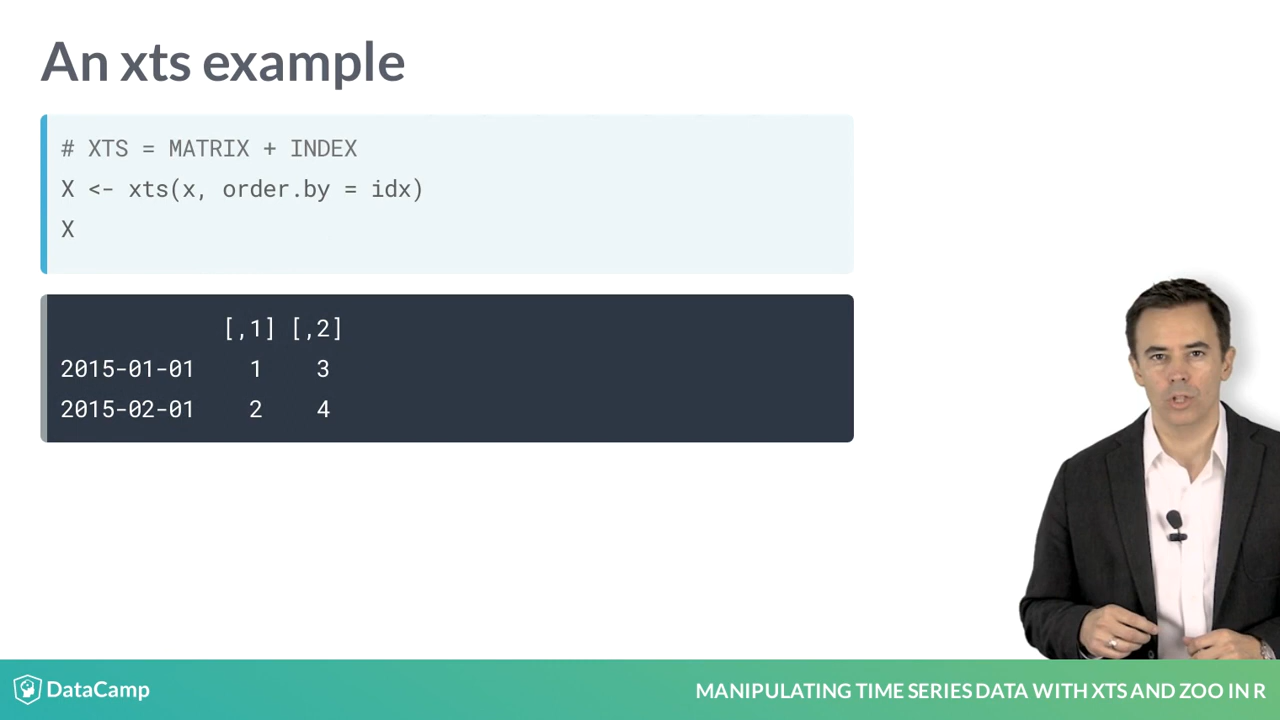 An xts example
# XTS = MATRIX + INDEX
X <- xts(x, order.by = idx)
X
[,1] [,2]
2015-01-01 1 3
2015-02-01 2 4
DataCamp
MANIPULATING TIME SERIES DATA WITH XTS AND ZOO IN R